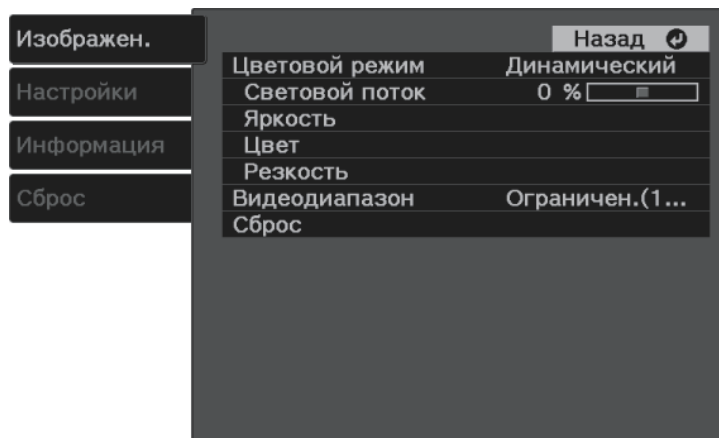 Изображен.
Настройки
Информация
Сброс
Назад
Цветовой режим Динамический
Световой поток 0 %
Яркость
Цвет
Резкость
Видеодиапазон Ограничен.(1...
Сброс